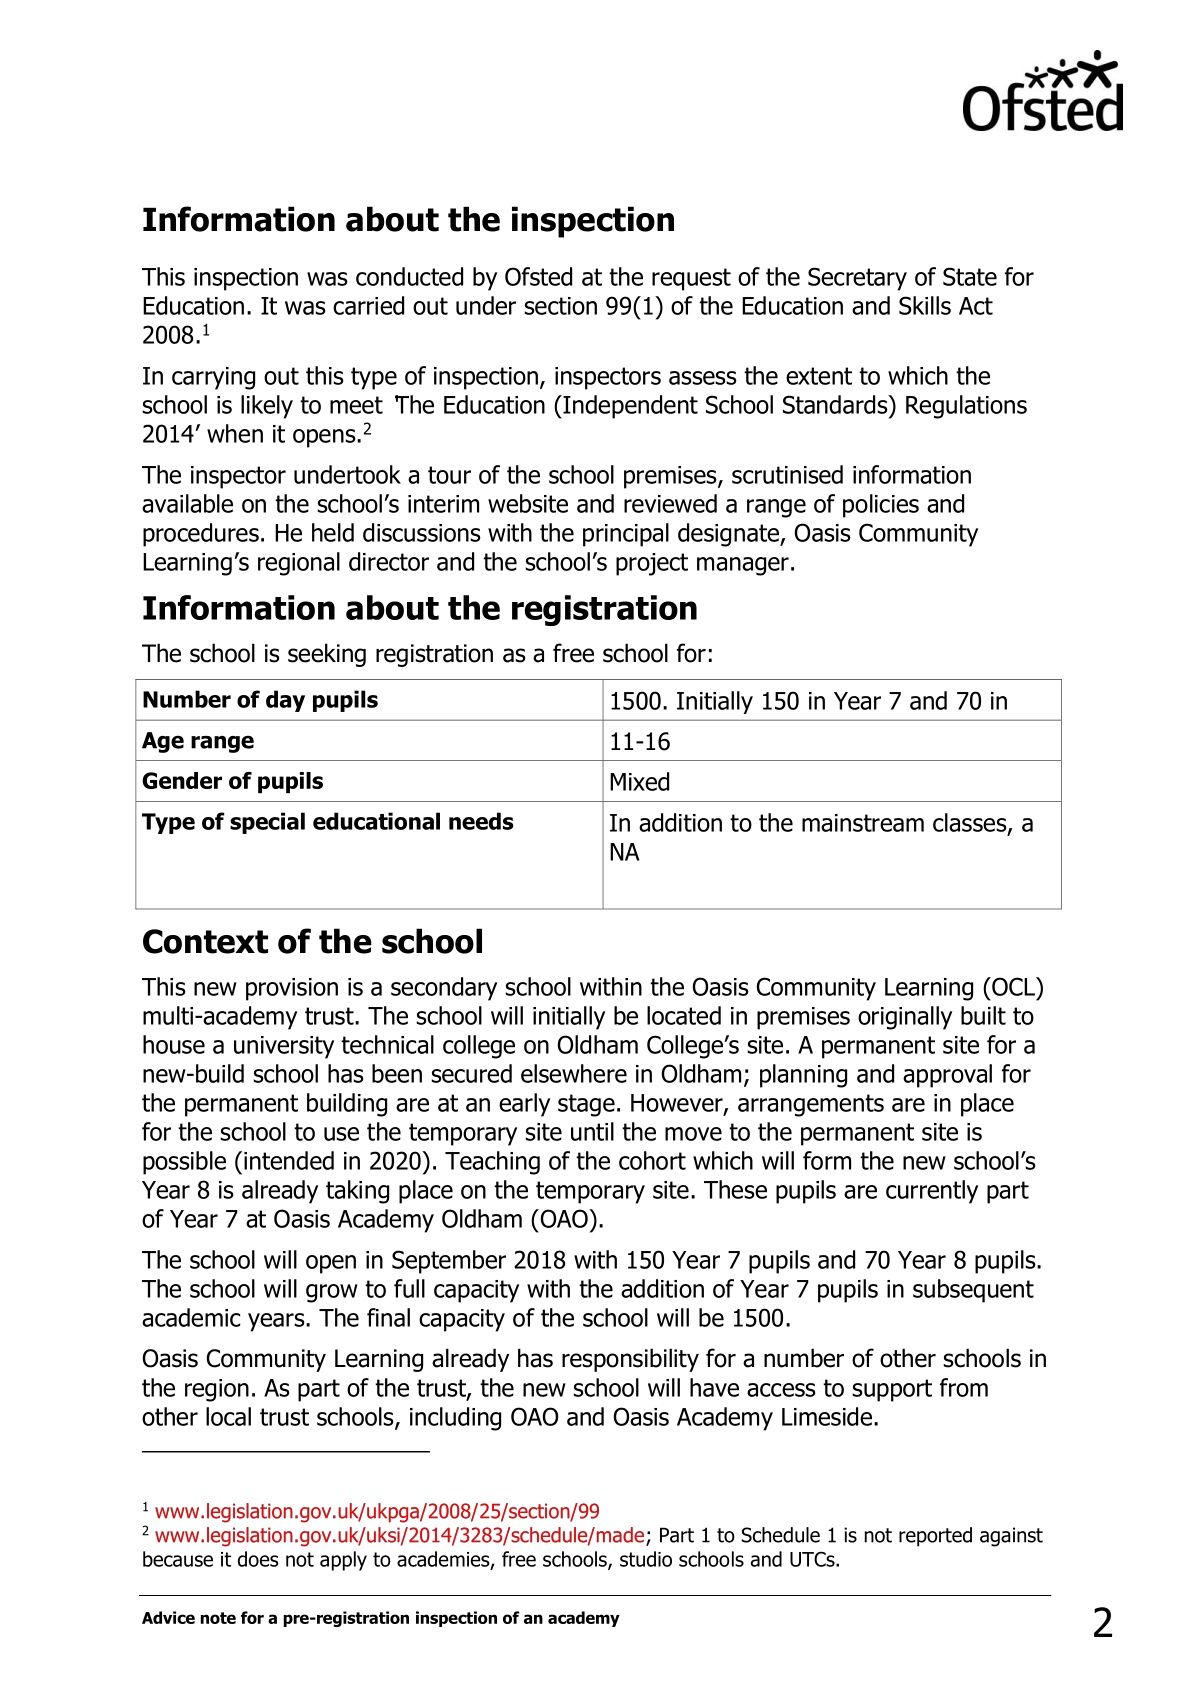 Ofsted
Information about the inspection
This inspection was conducted by Ofsted at the request of the Secretary of State for
Education. It was carried out under section 99(1) of the Education and Skills Act
2008.1
In carrying out this type of inspection, inspectors assess the extent to which the
school is likely to meet ‘The Education (Independent School Standards) Regulations
2014’ when it opens.2
The inspector undertook a tour of the school premises, scrutinised information
available on the school’s interim website and reviewed a range of policies and
procedures. He held discussions with the principal designate, Oasis Community
Learning’s regional director and the school’s project manager.
Information about the registration
The school is seeking registration as a free school for:
Number of day pupils 1500. Initially 150 in Year 7 and 70 in
Age range 11-16
Gender of pupils Mixed
Type of special educational needs In addition to the mainstream classes, a
NA
Context of the school
This new provision is a secondary school within the Oasis Community Learning (OCL)
multi-academy trust. The school will initially be located in premises originally built to
house a university technical college on Oldham College’s site. A permanent site for a
new-build school has been secured elsewhere in Oldham; planning and approval for
the permanent building are at an early stage. However, arrangements are in place
for the school to use the temporary site until the move to the permanent site is
possible (intended in 2020). Teaching of the cohort which will form the new school’s
Year 8 is already taking place on the temporary site. These pupils are currently part
of Year 7 at Oasis Academy Oldham (OAO).
The school will open in September 2018 with 150 Year 7 pupils and 70 Year 8 pupils.
The school will grow to full capacity with the addition of Year 7 pupils in subsequent
academic years. The final capacity of the school will be 1500.
Oasis Community Learning already has responsibility for a number of other schools in
the region. As part of the trust, the new school will have access to support from
other local trust schools, including OAO and Oasis Academy Limeside.
1 www.legislation.gov.uk/ukpga/2008/25/section/99
2 www.legislation.gov.uk/uksi/2014/3283/schedule/made; Part 1 to Schedule 1 is not reported against
because it does not apply to academies, free schools, studio schools and UTCs.
Advice note for a pre-registration inspection of an academy 2